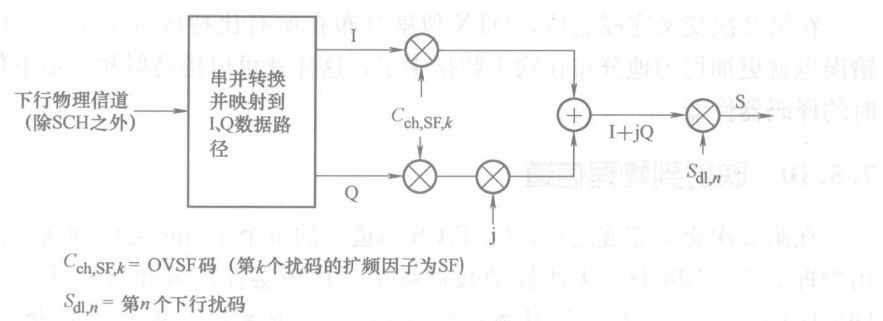 I
串并转换
并映射到
I、Q数据路
径
下行物理信道
(除SCH之外)
C_ch,SF,k
+
I+jQ
S
S_dl,n
Q
j
C_ch,SF,k = OVSF码 (第k个扰码的扩频因子为SF)
S_dl,n = 第n个下行扰码